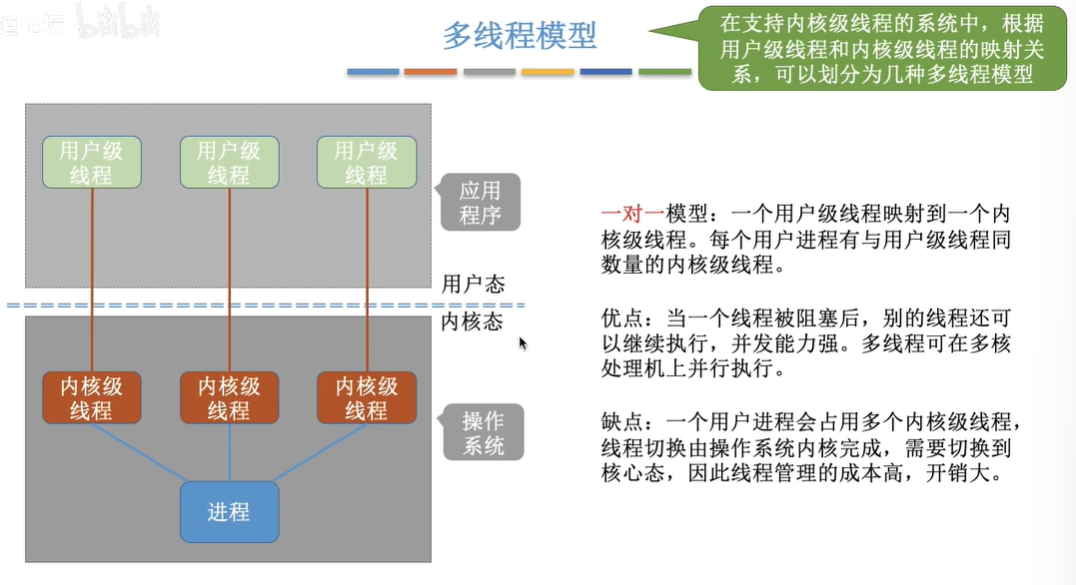 bilibili
多线程模型
在支持内核级线程的系统中，根据
用户级线程和内核级线程的映射关
系，可以划分为几种多线程模型
用户级
线程
用户级
线程
用户级
线程
应用
程序
用户态
内核态
内核级
线程
内核级
线程
内核级
线程
操作
系统
进程
一对一模型：一个用户级线程映射到一个内
核级线程。每个用户进程有与用户级线程同
数量的内核级线程。
优点：当一个线程被阻塞后，别的线程还可
以继续执行，并发能力强。多线程可在多核
处理机上并行执行。
缺点：一个用户进程会占用多个内核级线程，
线程切换由操作系统内核完成，需要切换到
核心态，因此线程管理的成本高，开销大。